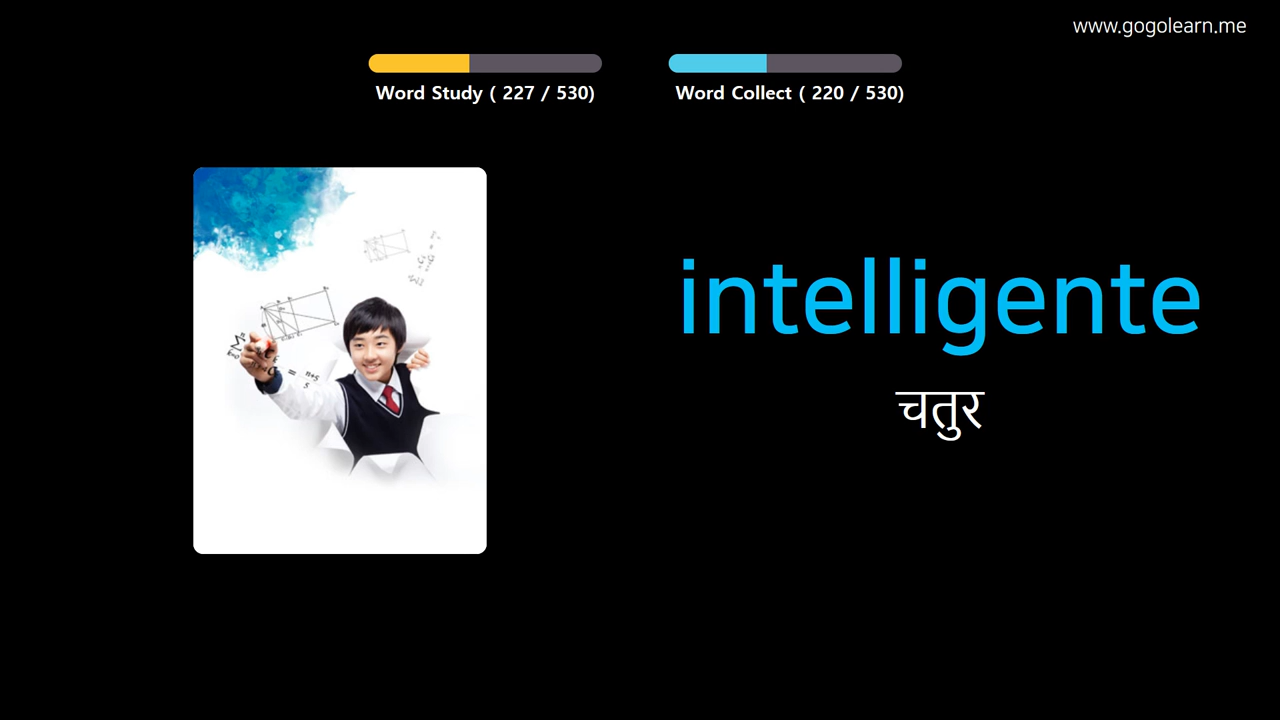 www.gogolearn.me
Word Study ( 227 / 530)
Word Collect ( 220 / 530)
intelligente
चतुर